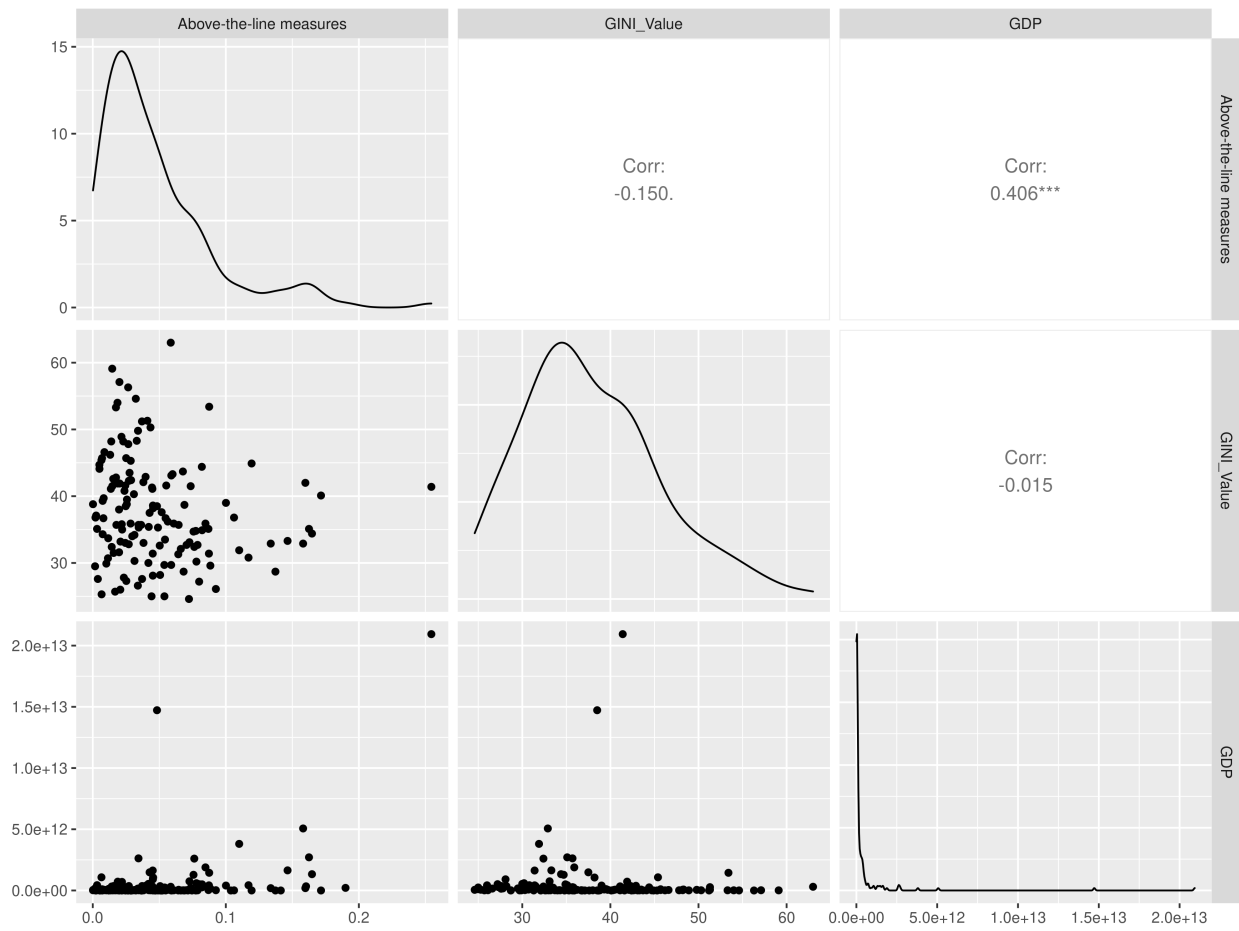 Above-the-line measures
GINI_Value
GDP
15
10
5
0
Corr:
-0.150.
Corr:
0.406***
Above-the-line measures
60
50
40
30
Corr:
-0.015
GINI_Value
2.0e+13
1.5e+13
1.0e+13
5.0e+12
0.0e+00
GDP
0.0
0.1
0.2
30
40
50
60
0.0e+00
5.0e+12
1.0e+13
1.5e+13
2.0e+13